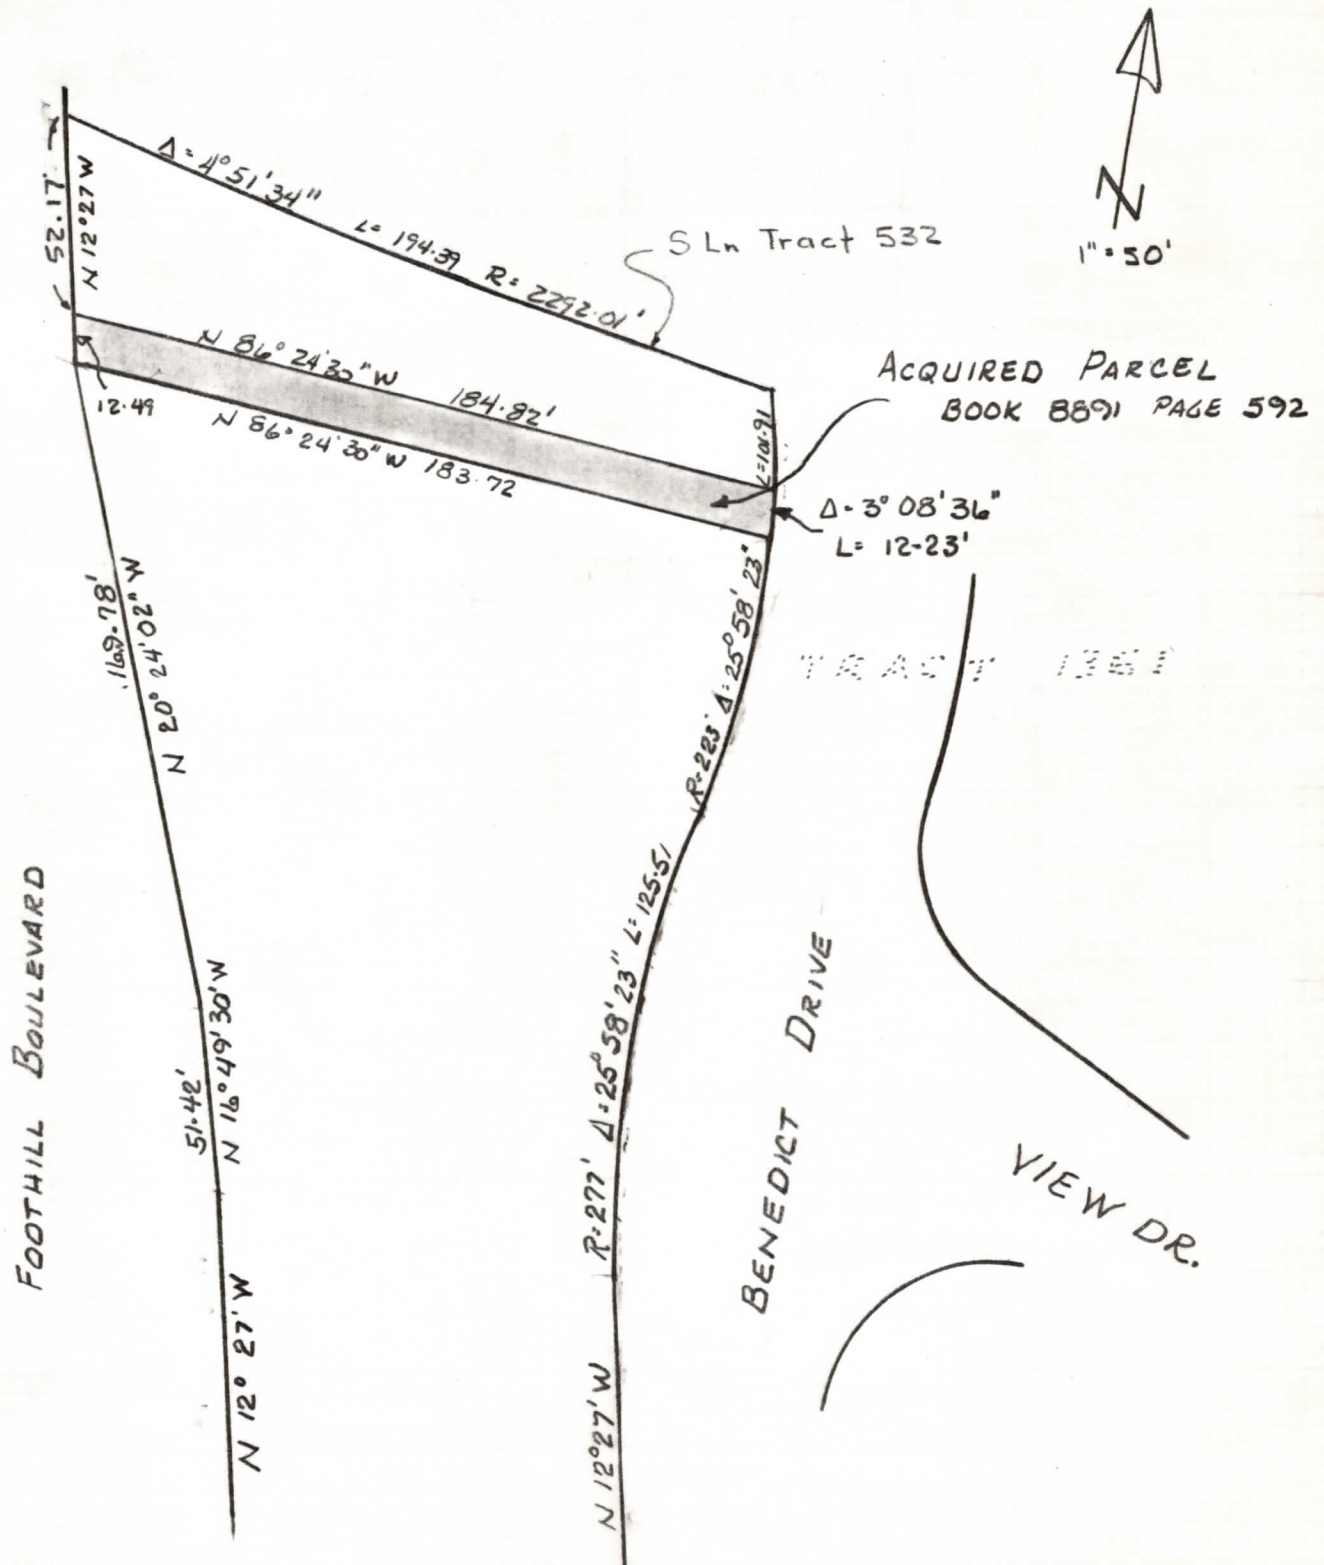 1" = 50'
Δ = 4° 51' 34"
L = 194.39 R = 2292.01'
S Ln Tract 532
52.17'
N 12° 27 W
N 86° 24' 30" W 184.82'
12.49
N 86° 24' 30" W 183.72
ACQUIRED PARCEL
BOOK 8891 PAGE 592
Δ = 3° 08' 36"
L = 12.23'
169.78'
N 20° 24' 02" W
R = 223' Δ = 25° 58' 23"
TRACT 1361
R = 277' Δ = 25° 58' 23" L = 125.51
51.42'
N 16° 49' 30" W
FOOTHILL BOULEVARD
BENEDICT DRIVE
VIEW DR.
N 12° 27' W
N 12° 27' W